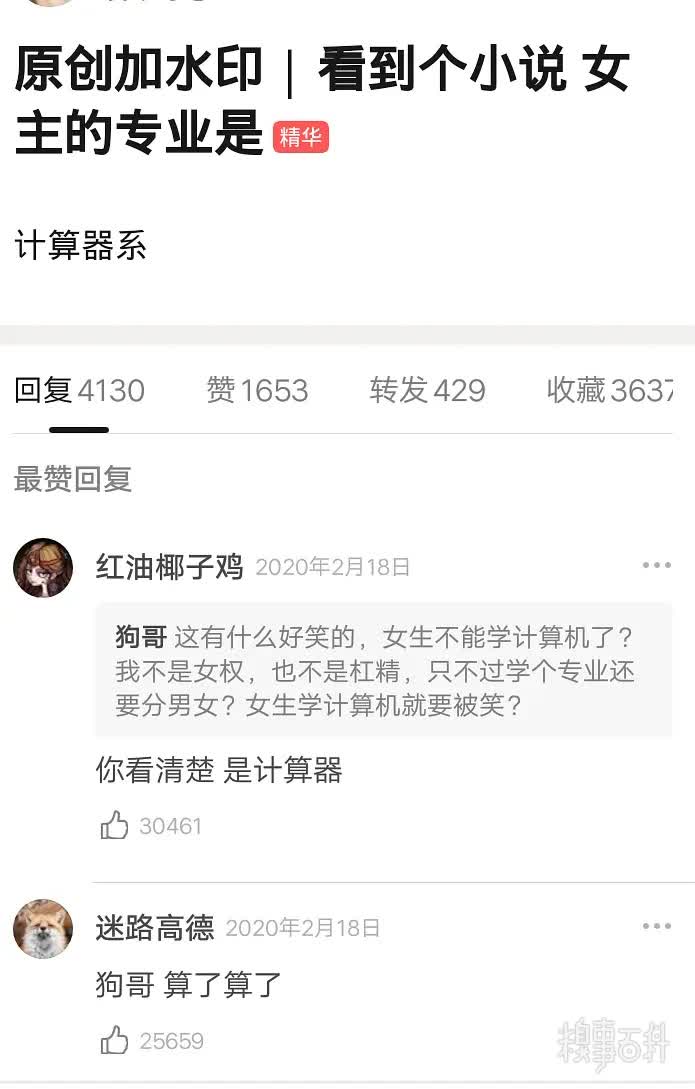 原创加水印｜看到个小说 女
主的专业是 精华
计算器系
回复 4130 赞 1653 转发 429 收藏 3637
最赞回复
红油椰子鸡 2020年2月18日
狗哥 这有什么好笑的，女生不能学计算机了？
我不是女权，也不是杠精，只不过学个专业还
要分男女？女生学计算机就要被笑？
你看清楚 是计算器
30461
迷路高德 2020年2月18日
狗哥 算了算了
25659
糗事百科